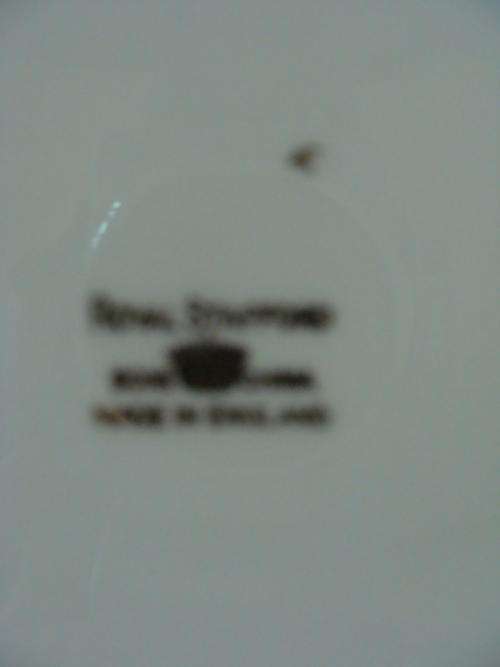 ROYAL STAFFORD
BONE CHINA
MADE IN ENGLAND